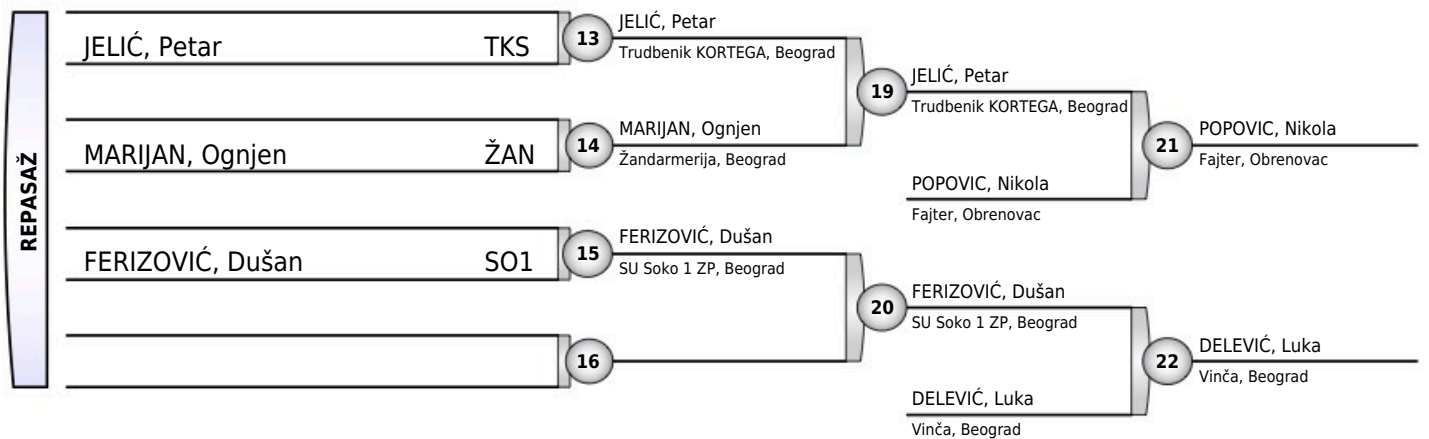 REPASAŽ
JELIĆ, Petar TKS
MARIJAN, Ognjen ŽAN
FERIZOVIĆ, Dušan SO1
13
JELIĆ, Petar
Trudbenik KORTEGA, Beograd
14
MARIJAN, Ognjen
Žandarmerija, Beograd
15
FERIZOVIĆ, Dušan
SU Soko 1 ZP, Beograd
16
19
JELIĆ, Petar
Trudbenik KORTEGA, Beograd
POPOVIC, Nikola
Fajter, Obrenovac
20
FERIZOVIĆ, Dušan
SU Soko 1 ZP, Beograd
DELEVIĆ, Luka
Vinča, Beograd
21
POPOVIC, Nikola
Fajter, Obrenovac
22
DELEVIĆ, Luka
Vinča, Beograd